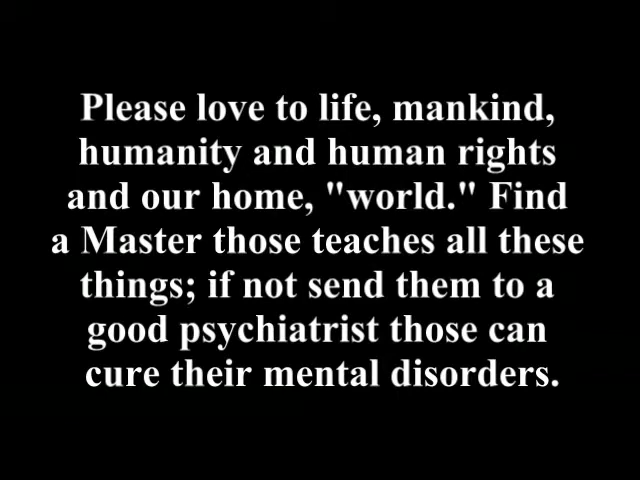 Please love to life, mankind,
humanity and human rights
and our home, "world." Find
a Master those teaches all these
things; if not send them to a
good psychiatrist those can
cure their mental disorders.